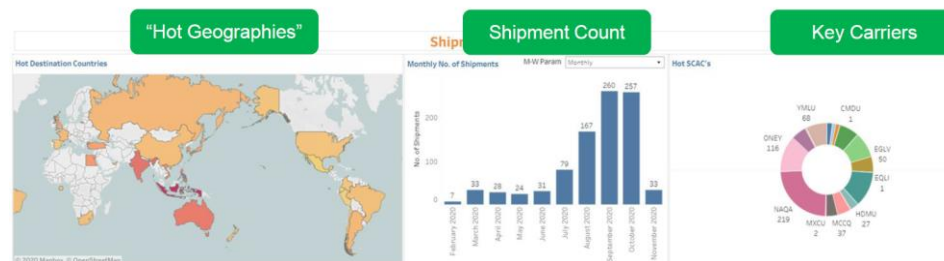 "Hot Geographies"
Shipment Count
Key Carriers
Hot Destination Countries
Monthly No. of Shipments
M-W Param
Monthly
Hot SCAC's
No. of Shipments
200
100
0
7
33
28
24
31
79
167
260
257
33
February 2020
March 2020
April 2020
May 2020
June 2020
July 2020
August 2020
September 2020
October 2020
November 2020
YMLU
68
CMDU
1
ONEY
116
EGLV
50
EQLI
1
NAQA
219
HDMU
27
MXCU
2
MCCQ
37
© 2020 Mapbox © OpenStreetMap